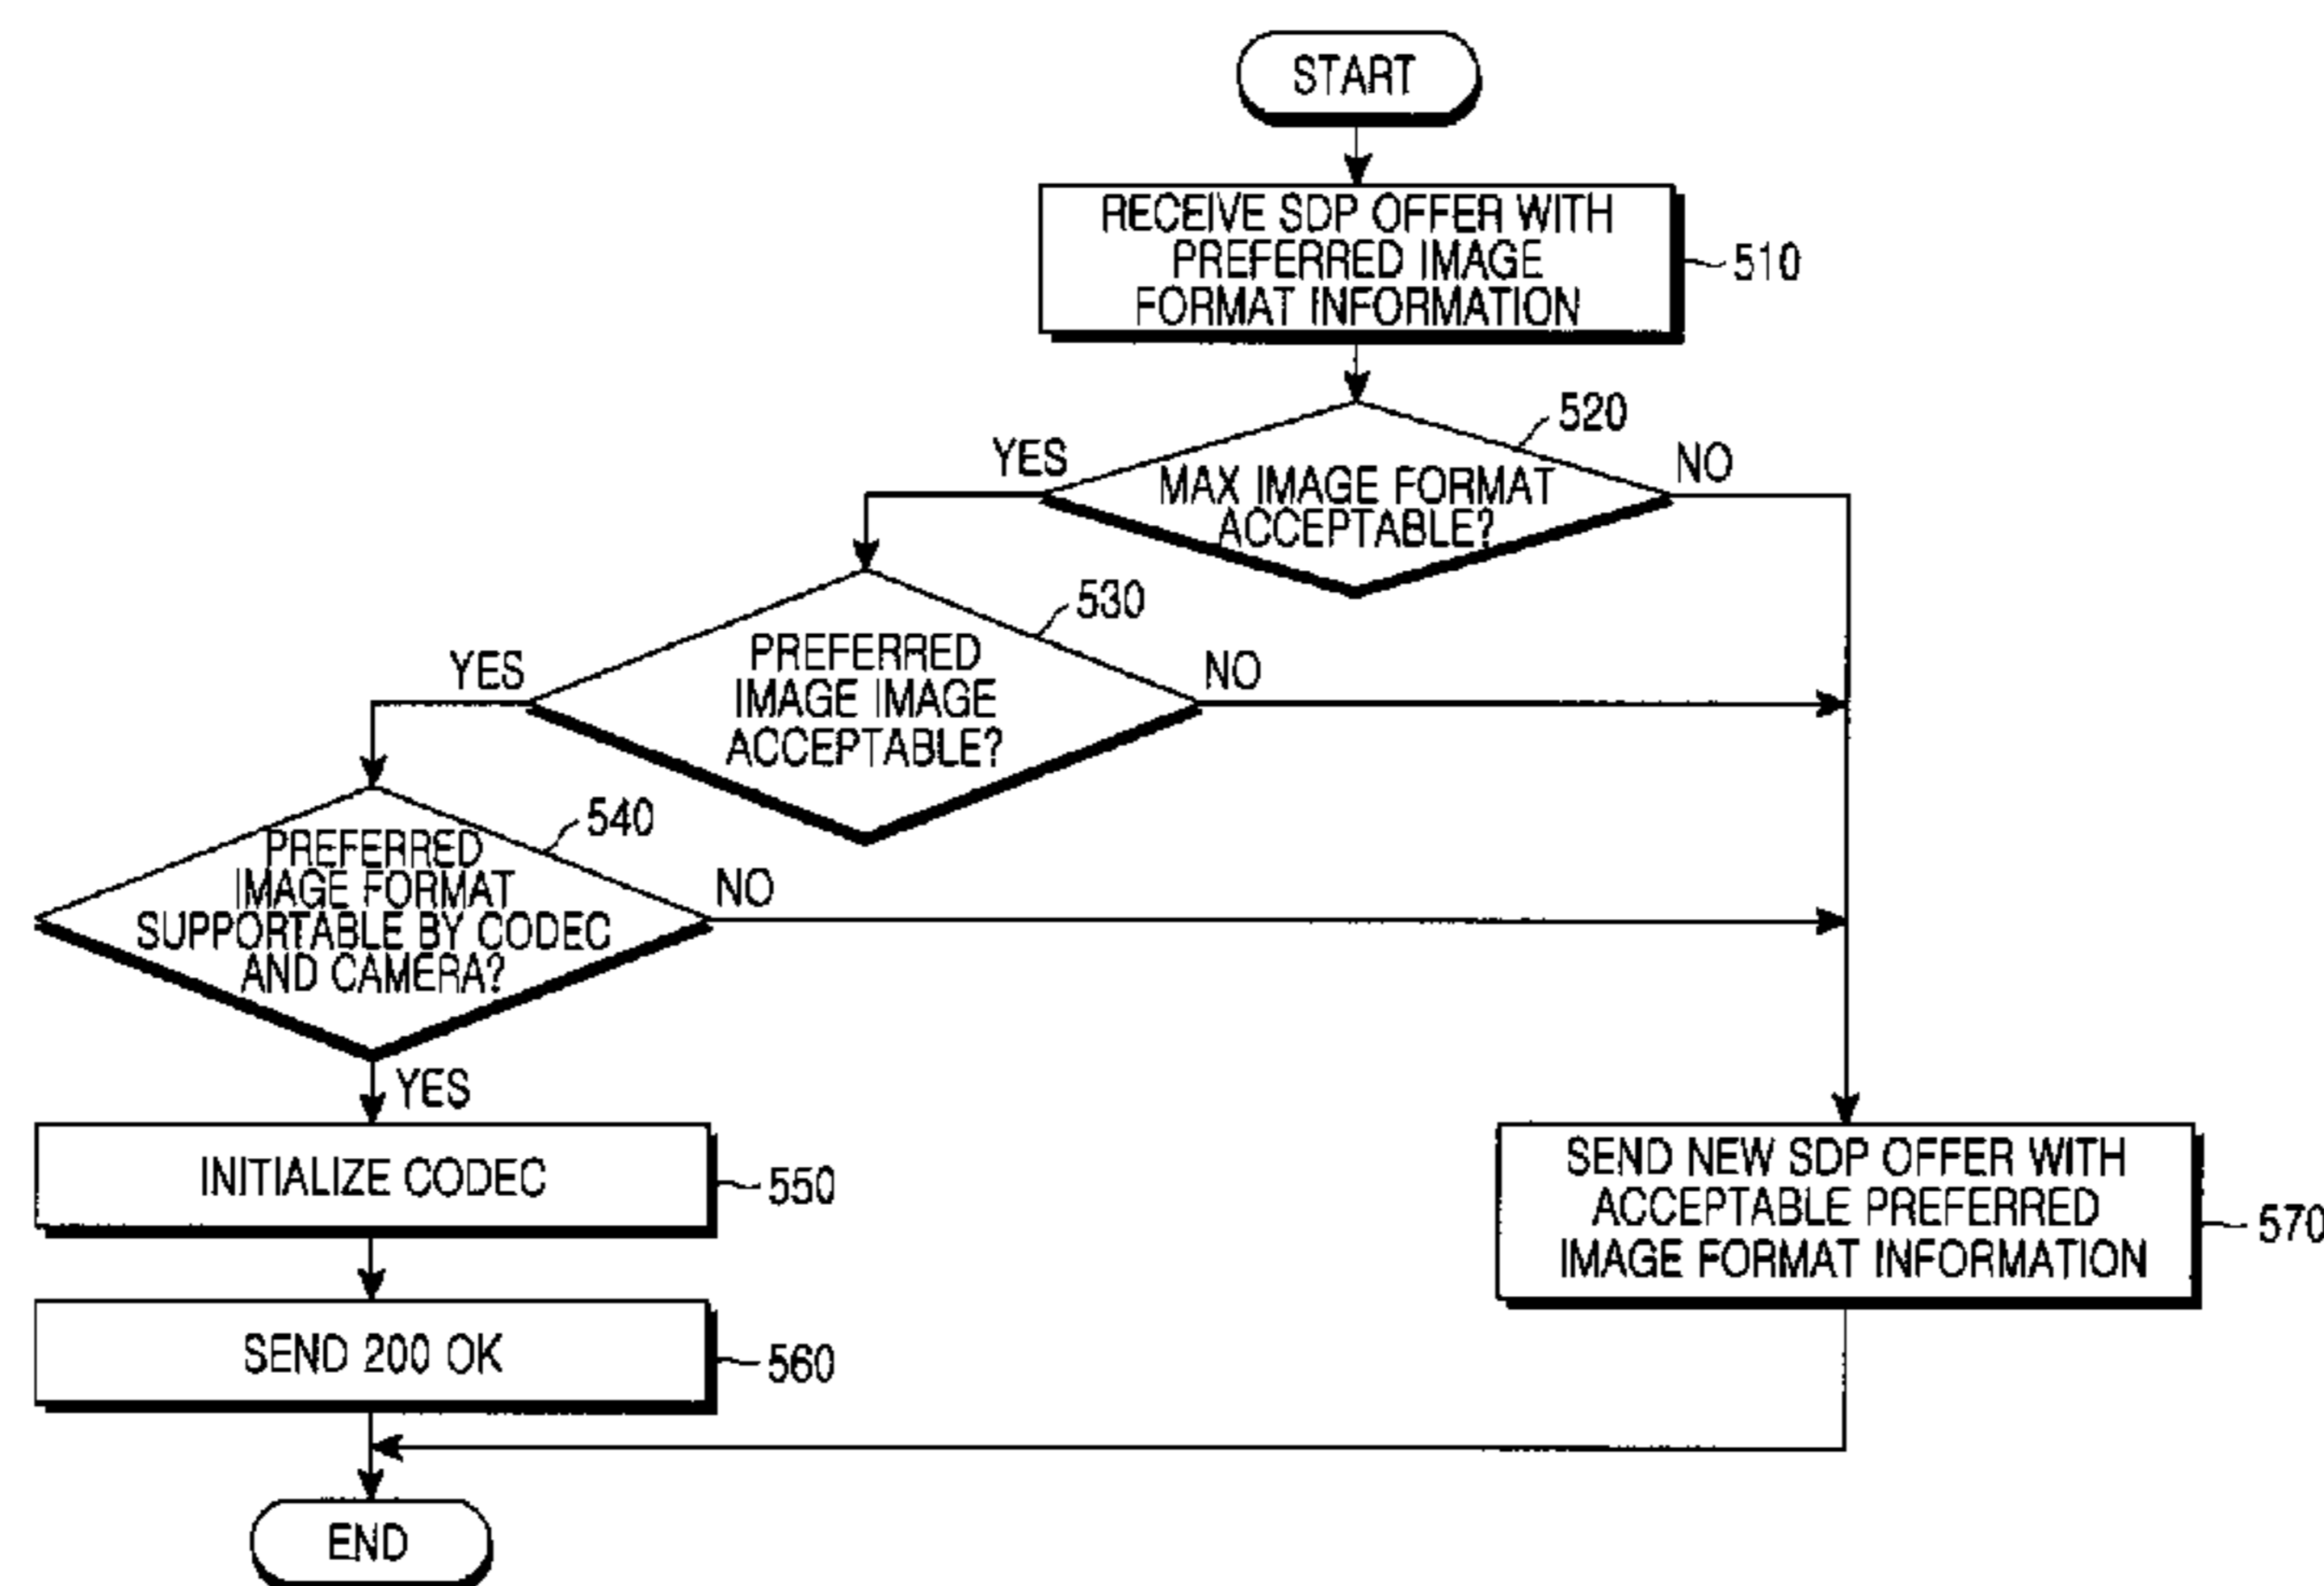 START
RECEIVE SDP OFFER WITH
PREFERRED IMAGE
FORMAT INFORMATION
510
520
YES
NO
MAX IMAGE FORMAT
ACCEPTABLE?
530
YES
NO
PREFERRED
IMAGE IMAGE
ACCEPTABLE?
540
PREFERRED
IMAGE FORMAT
SUPPORTABLE BY CODEC
AND CAMERA?
NO
YES
INITIALIZE CODEC
550
SEND NEW SDP OFFER WITH
ACCEPTABLE PREFERRED
IMAGE FORMAT INFORMATION
570
SEND 200 OK
560
END